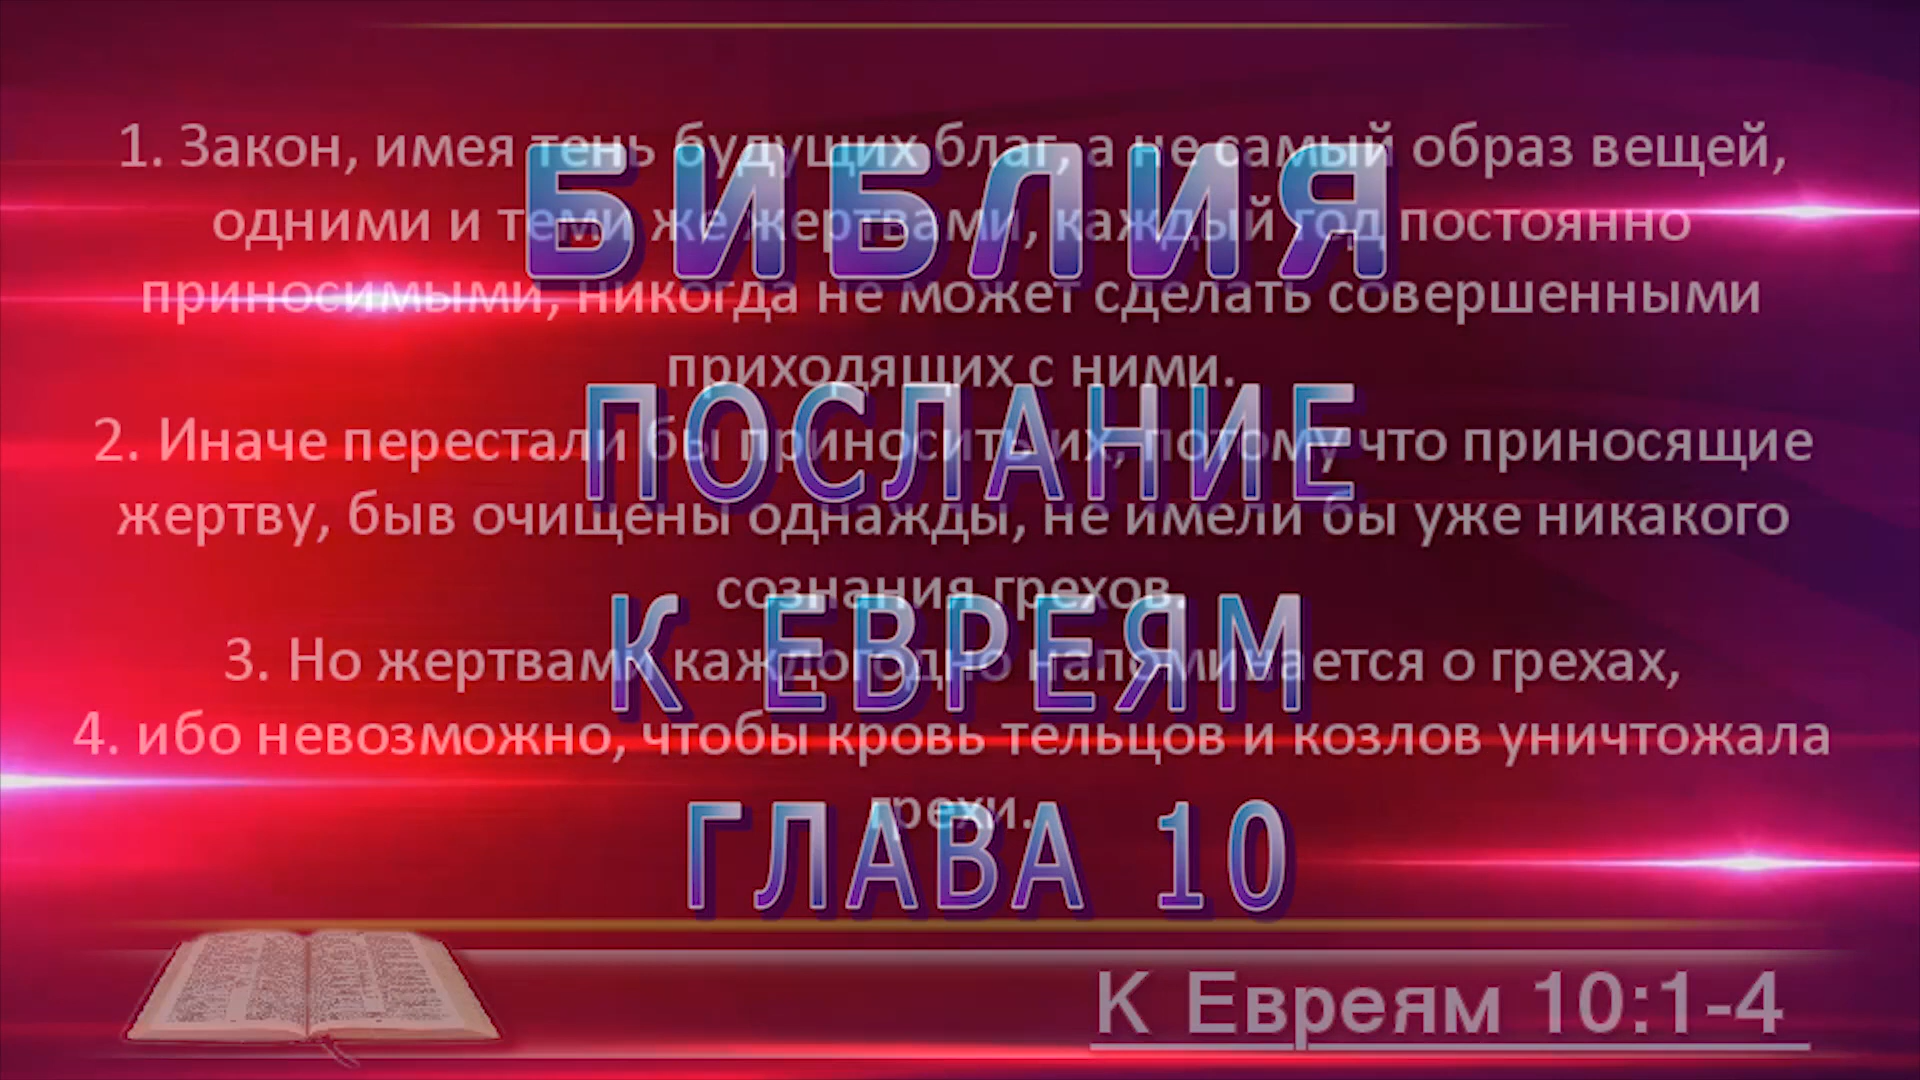 1. Закон, имея тень будущих благ, а не самый образ вещей,
одними и теми же жертвами, каждый год постоянно
приносимыми, никогда не может сделать совершенными
приходящих с ними.
2. Иначе перестали бы приносить их, потому что приносящие
жертву, быв очищены однажды, не имели бы уже никакого
сознания грехов.
3. Но жертвами каждогодно напоминается о грехах,
4. ибо невозможно, чтобы кровь тельцов и козлов уничтожала
грехи.
БИБЛИЯ
ПОСЛАНИЕ
К ЕВРЕЯМ
ГЛАВА 10
К Евреям 10:1-4